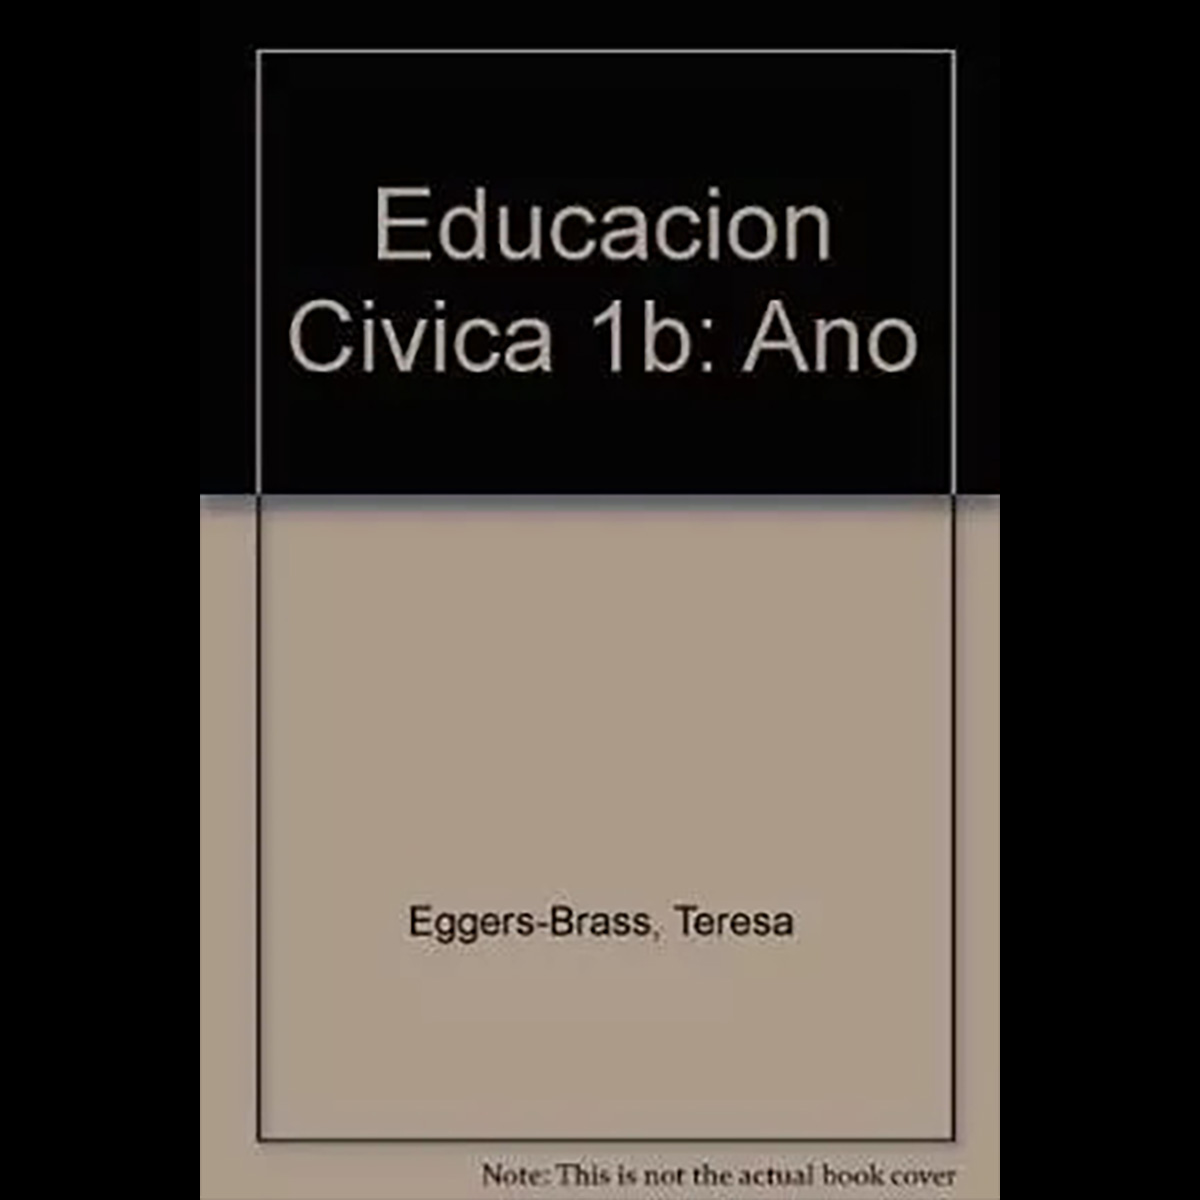 Educacion
Civica 1b: Ano
Eggers-Brass, Teresa
Note: This is not the actual book cover